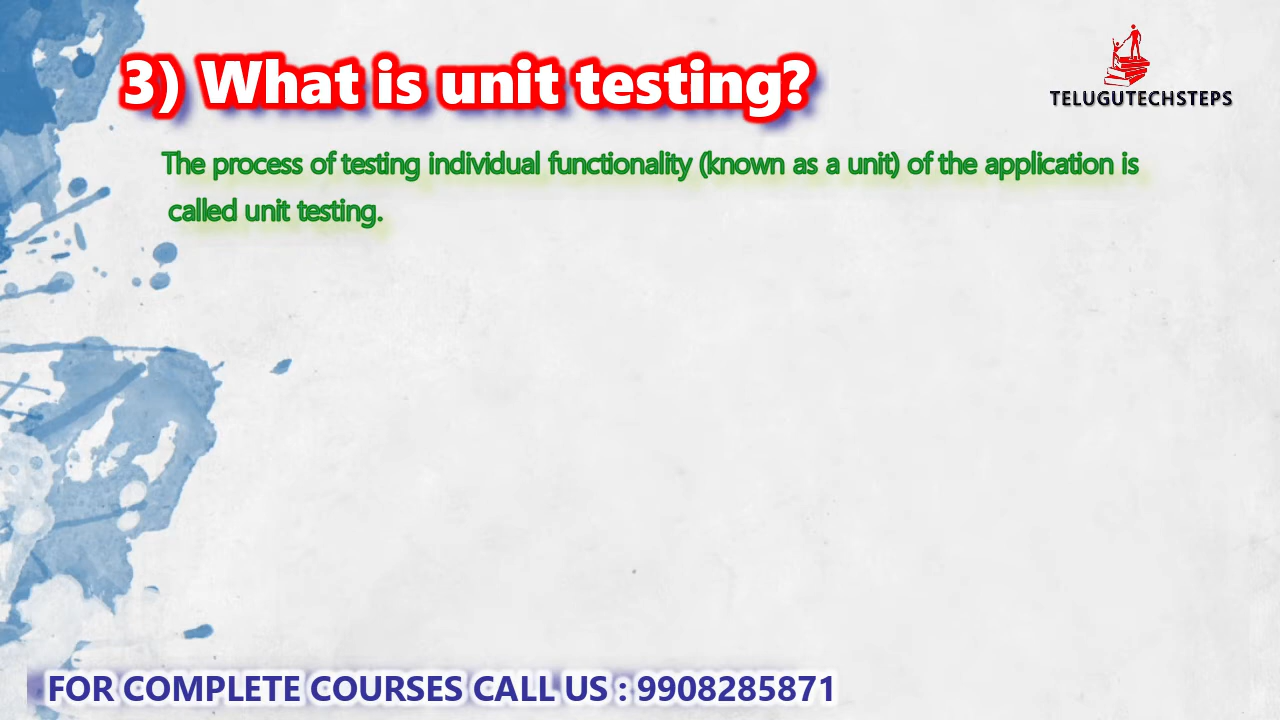 3) What is unit testing?
TELUGUTECHSTEPS
The process of testing individual functionality (known as a unit) of the application is
called unit testing.
FOR COMPLETE COURSES CALL US : 9908285871